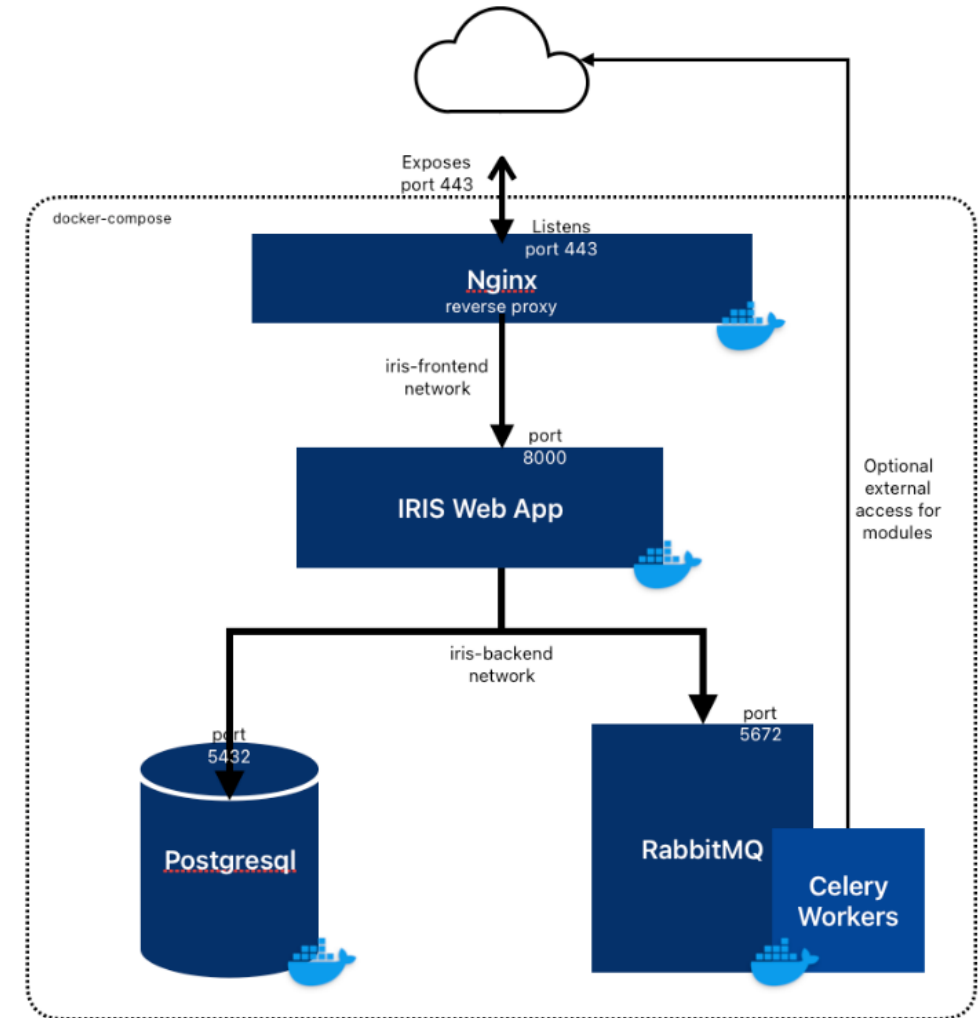 Exposes
port 443
docker-compose
Listens
port 443
Nginx
reverse proxy
iris-frontend
network
port
8000
IRIS Web App
Optional
external
access for
modules
iris-backend
network
port
5432
port
5672
Postgresql
RabbitMQ
Celery
Workers